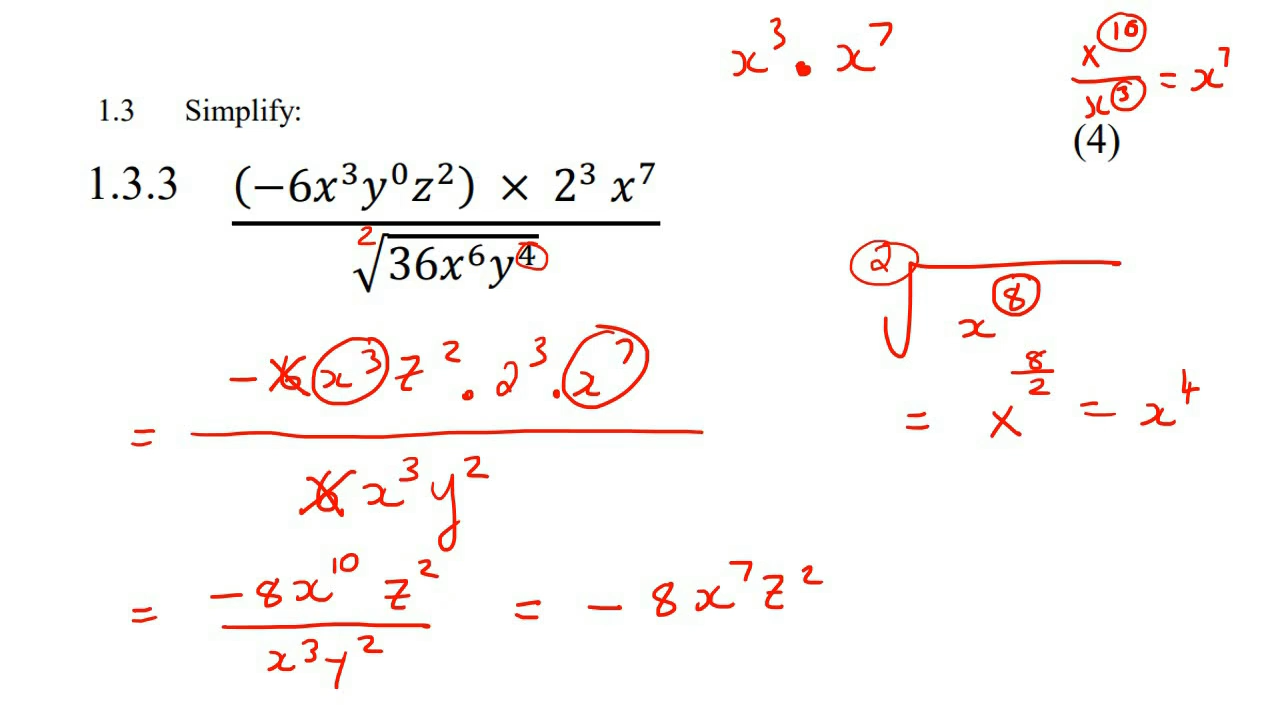 x³ . x⁷
x¹⁰/x³ = x⁷
1.3 Simplify:
(4)
1.3.3 (−6x³y⁰z²) × 2³ x⁷
²√36x⁶y⁴
²√x⁸
= x^(8/2) = x⁴
= −6x³z² . 2³ . x⁷
6x³y²
= −8x¹⁰z²/x³y² = −8x⁷z²